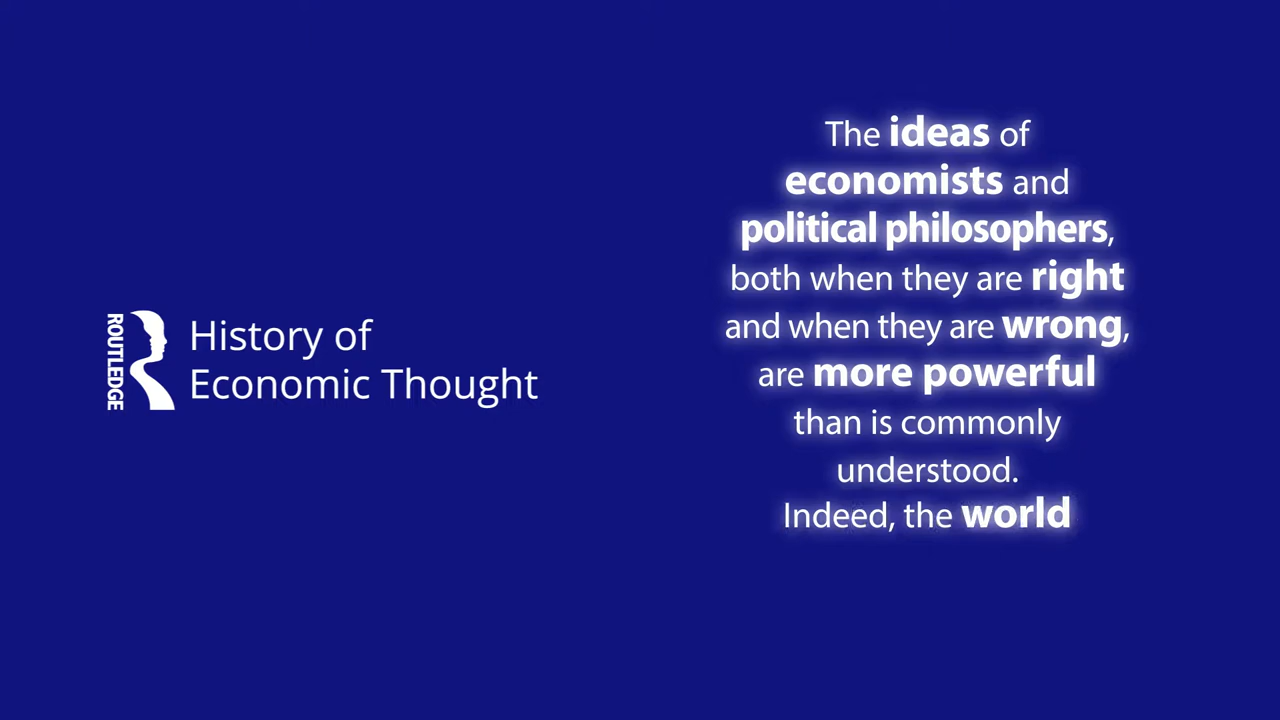 ROUTLEDGE
History of
Economic Thought
The ideas of
economists and
political philosophers,
both when they are right
and when they are wrong,
are more powerful
than is commonly
understood.
Indeed, the world